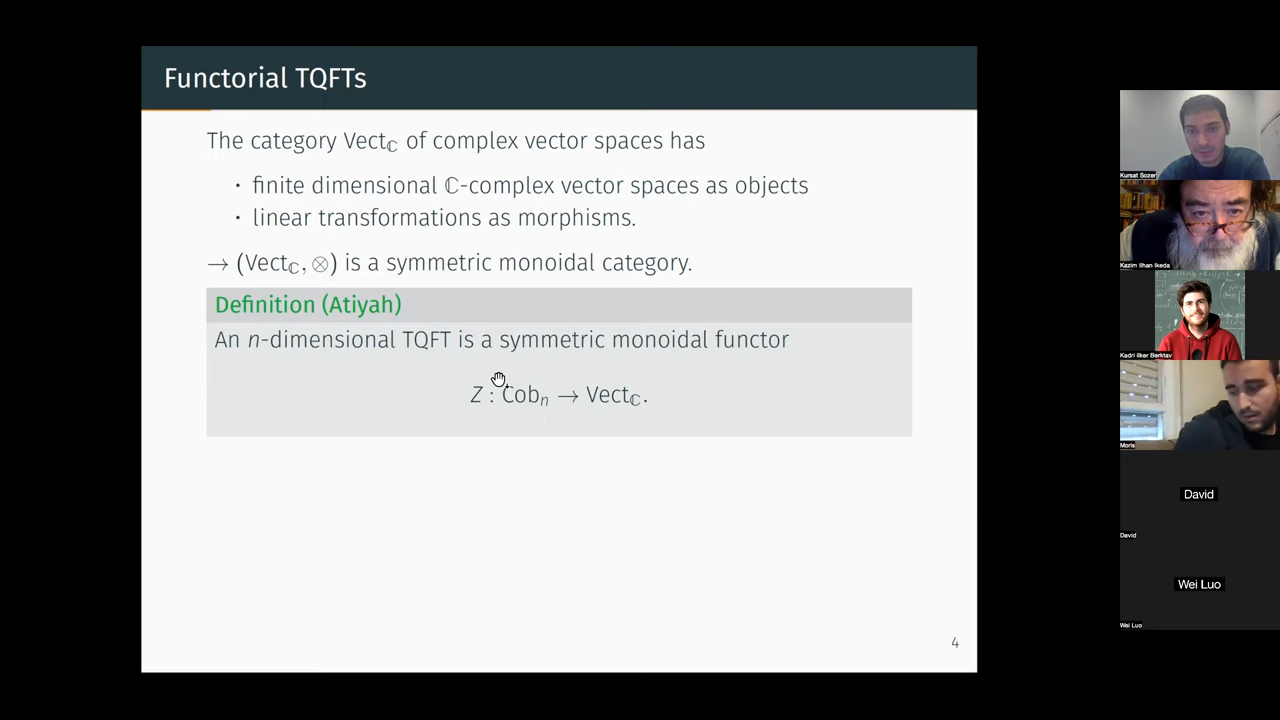 Functorial TQFTs
The category Vect_ℂ of complex vector spaces has
· finite dimensional ℂ-complex vector spaces as objects
· linear transformations as morphisms.
→ (Vect_ℂ, ⊗) is a symmetric monoidal category.
Definition (Atiyah)
An n-dimensional TQFT is a symmetric monoidal functor
Z : Cob_n → Vect_ℂ.
4
Kursat Sozer
Kazim Ilhan Ikeda
Kadri ilker Berktav
Moris
David
David
Wei Luo
Wei Luo